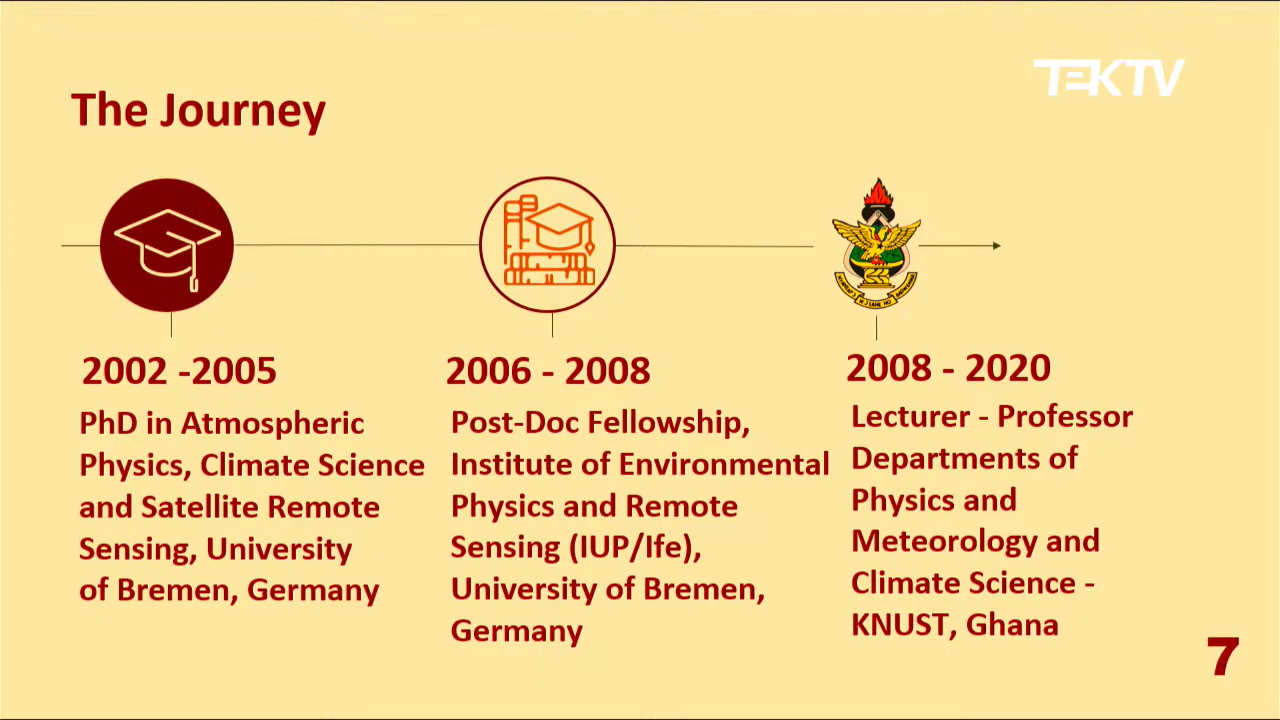 TEKTV
The Journey
2002 -2005
PhD in Atmospheric
Physics, Climate Science
and Satellite Remote
Sensing, University
of Bremen, Germany
2006 - 2008
Post-Doc Fellowship,
Institute of Environmental
Physics and Remote
Sensing (IUP/Ife),
University of Bremen,
Germany
2008 - 2020
Lecturer - Professor
Departments of
Physics and
Meteorology and
Climate Science -
KNUST, Ghana
7